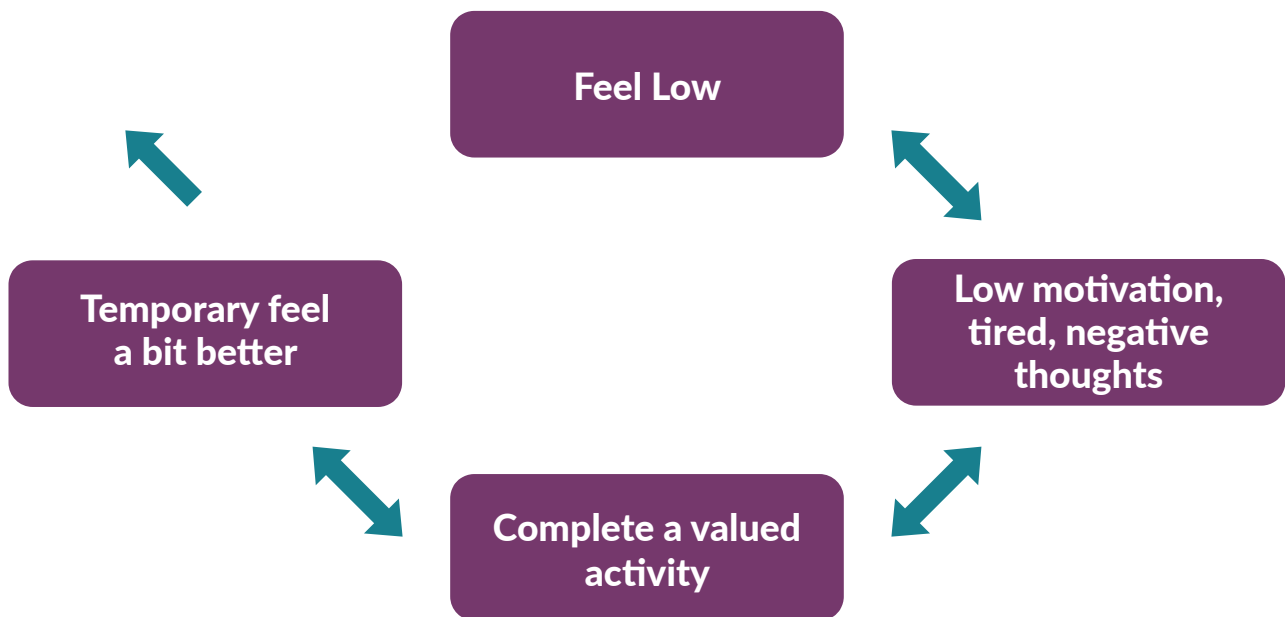 Feel Low
Temporary feel
a bit better
Low motivation,
tired, negative
thoughts
Complete a valued
activity